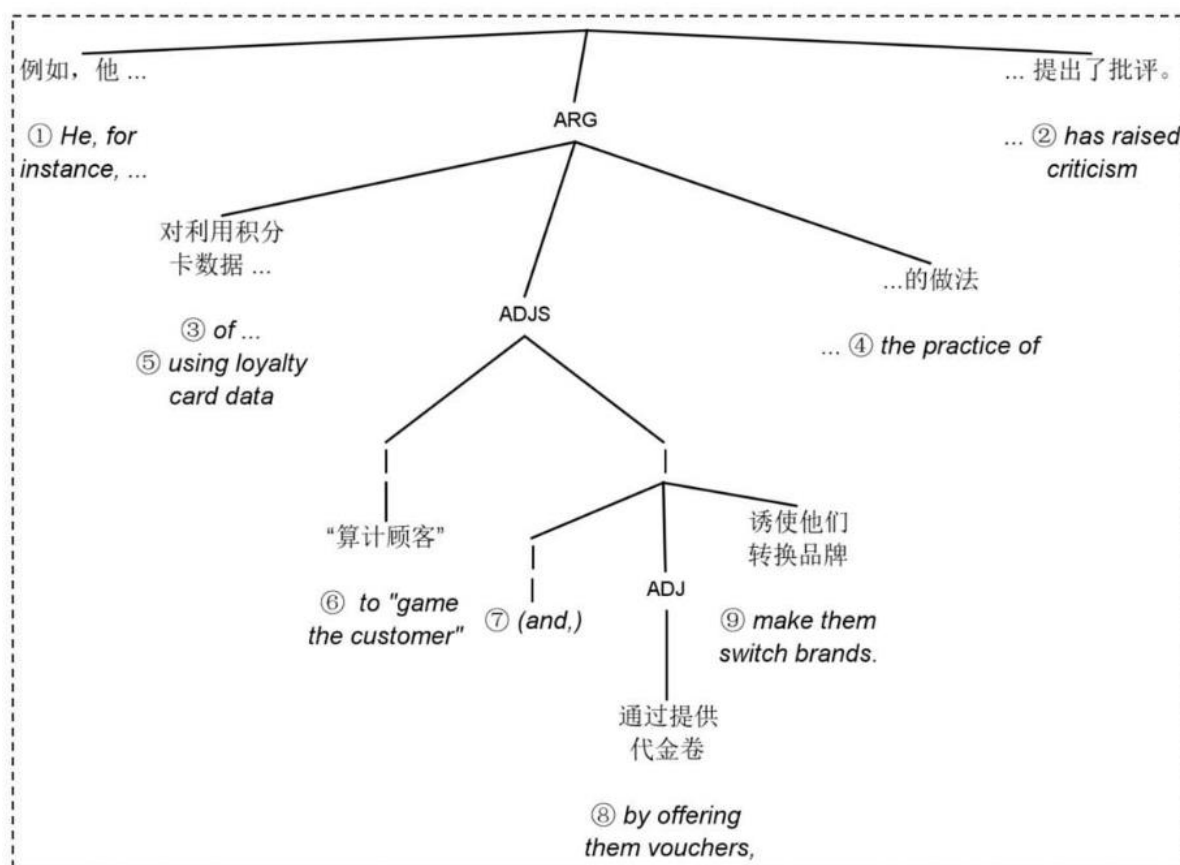 例如，他 ...
... 提出了批评。
① He, for
instance, ...
ARG
... ② has raised
criticism
对利用积分
卡数据 ...
...的做法
③ of ...
⑤ using loyalty
card data
ADJS
... ④ the practice of
“算计顾客”
诱使他们
转换品牌
⑥ to "game
the customer"
⑦ (and,)
ADJ
⑨ make them
switch brands.
通过提供
代金卷
⑧ by offering
them vouchers,